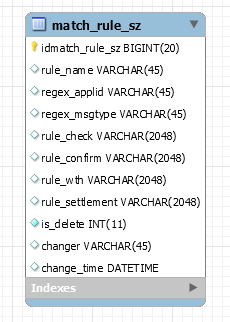 match_rule_sz
idmatch_rule_sz BIGINT(20)
rule_name VARCHAR(45)
regex_applid VARCHAR(45)
regex_msgtype VARCHAR(45)
rule_check VARCHAR(2048)
rule_confirm VARCHAR(2048)
rule_wth VARCHAR(2048)
rule_settlement VARCHAR(2048)
is_delete INT(11)
changer VARCHAR(45)
change_time DATETIME
Indexes